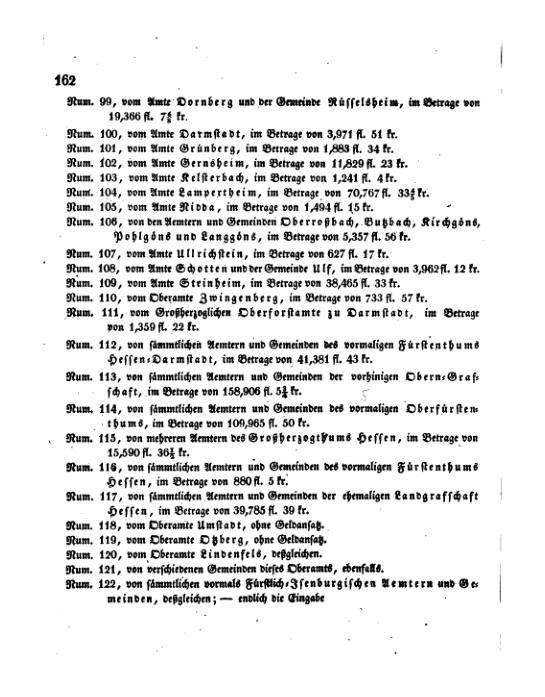 162
Num. 99, vom Amte Dornberg und der Gemeinde Rüsselsheim, im Betrage von
19,366 fl. 7¾ kr.
Num. 100, vom Amte Darmstadt, im Betrage von 3,971 fl. 51 kr.
Num. 101, vom Amte Grünberg, im Betrage von 1,883 fl. 34 kr.
Num. 102, vom Amte Gernsheim, im Betrage von 11,829 fl. 23 kr.
Num. 103, vom Amte Kelsterbach, im Betrage von 1,241 fl. 4 kr.
Num. 104, vom Amte Lampertheim, im Betrage von 70,767 fl. 33¾ kr.
Num. 105, vom Amte Nidda, im Betrage von 1,494 fl. 15 kr.
Num. 106, von den Aemtern und Gemeinden Oberroßbach, Butzbach, Kirchgöns,
Pohlgöns und Langgöns, im Betrage von 5,357 fl. 56 kr.
Num. 107, vom Amte Ullrichstein, im Betrage von 627 fl. 17 kr.
Num. 108, vom Amte Schotten und der Gemeinde Ulf, im Betrage von 3,962 fl. 12 kr.
Num. 109, vom Amte Steinheim, im Betrage von 38,465 fl. 33 kr.
Num. 110, vom Oberamte Zwingenberg, im Betrage von 733 fl. 57 kr.
Num. 111, vom Großherzoglichen Oberforstamte zu Darmstadt, im Betrage
von 1,359 fl. 22 kr.
Num. 112, von sämmtlichen Aemtern und Gemeinden des vormaligen Fürstenthums
Hessen-Darmstadt, im Betrage von 41,381 fl. 43 kr.
Num. 113, von sämmtlichen Aemtern und Gemeinden der vorhinigen Obern-Graf-
schaft, im Betrage von 158,906 fl. 5¾ kr.
Num. 114, von sämmtlichen Aemtern und Gemeinden des vormaligen Oberfürsten-
thums, im Betrage von 109,965 fl. 50 kr.
Num. 115, von mehreren Aemtern des Großherzogthums Hessen, im Betrage von
15,590 fl. 36½ kr.
Num. 116, von sämmtlichen Aemtern und Gemeinden des vormaligen Fürstenthums
Hessen, im Betrage von 880 fl. 5 kr.
Num. 117, von sämmtlichen Aemtern und Gemeinden der ehemaligen Landgrafschaft
Hessen, im Betrage von 39,785 fl. 39 kr.
Num. 118, vom Oberamte Umstadt, ohne Geldansatz.
Num. 119, vom Oberamte Otzberg, ohne Geldansatz.
Num. 120, vom Oberamte Lindenfels, deßgleichen.
Num. 121, von verschiedenen Gemeinden dieses Oberamts, ebenfalls.
Num. 122, von sämmtlichen vormals Fürstlich-Isenburgischen Aemtern und Ge-
meinden, deßgleichen; — endlich die Eingabe